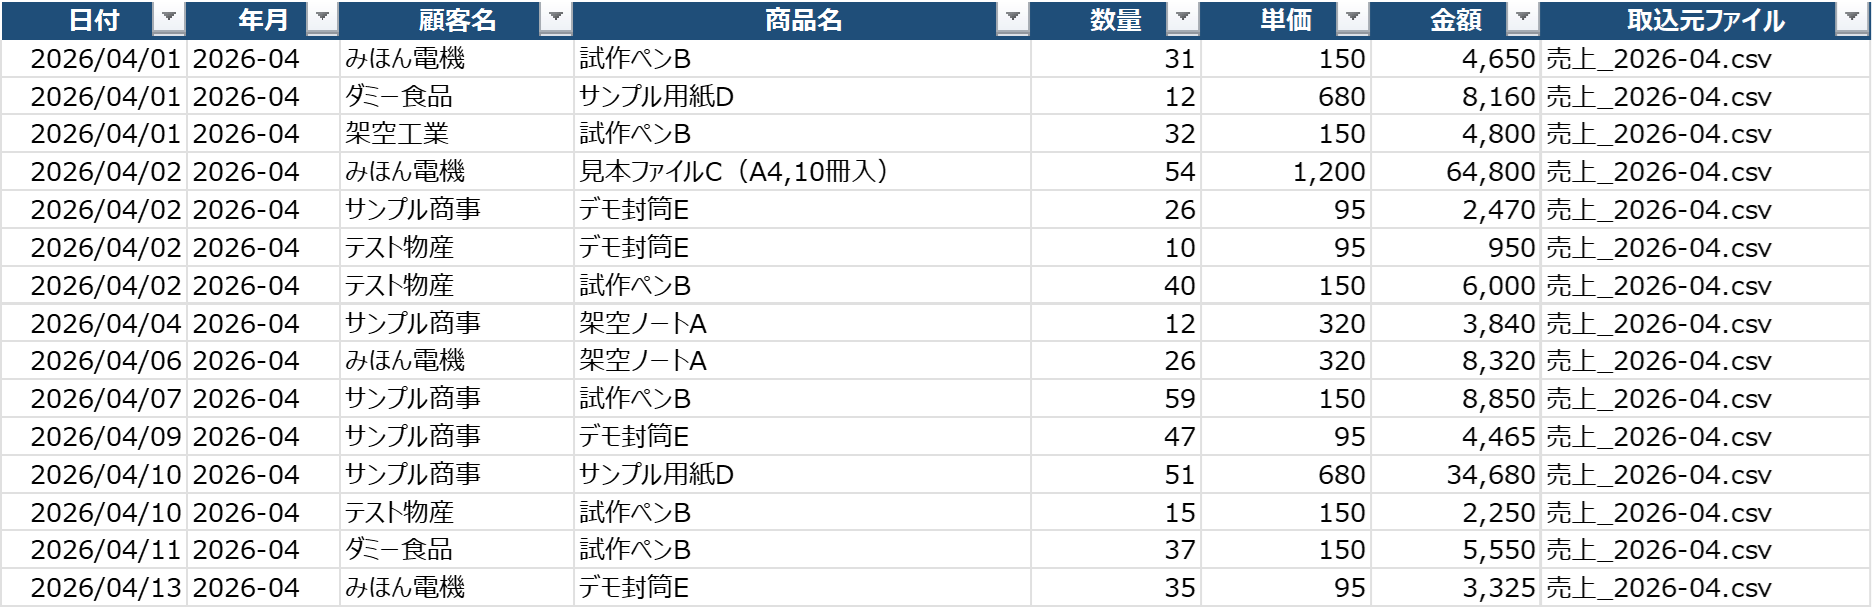 日付 年月 顧客名 商品名 数量 単価 金額 取込元ファイル
2026/04/01 2026-04 みほん電機 試作ペンB 31 150 4,650 売上_2026-04.csv
2026/04/01 2026-04 ダミー食品 サンプル用紙D 12 680 8,160 売上_2026-04.csv
2026/04/01 2026-04 架空工業 試作ペンB 32 150 4,800 売上_2026-04.csv
2026/04/02 2026-04 みほん電機 見本ファイルC（A4,10冊入） 54 1,200 64,800 売上_2026-04.csv
2026/04/02 2026-04 サンプル商事 デモ封筒E 26 95 2,470 売上_2026-04.csv
2026/04/02 2026-04 テスト物産 デモ封筒E 10 95 950 売上_2026-04.csv
2026/04/02 2026-04 テスト物産 試作ペンB 40 150 6,000 売上_2026-04.csv
2026/04/04 2026-04 サンプル商事 架空ノートA 12 320 3,840 売上_2026-04.csv
2026/04/06 2026-04 みほん電機 架空ノートA 26 320 8,320 売上_2026-04.csv
2026/04/07 2026-04 サンプル商事 試作ペンB 59 150 8,850 売上_2026-04.csv
2026/04/09 2026-04 サンプル商事 デモ封筒E 47 95 4,465 売上_2026-04.csv
2026/04/10 2026-04 サンプル商事 サンプル用紙D 51 680 34,680 売上_2026-04.csv
2026/04/10 2026-04 テスト物産 試作ペンB 15 150 2,250 売上_2026-04.csv
2026/04/11 2026-04 ダミー食品 試作ペンB 37 150 5,550 売上_2026-04.csv
2026/04/13 2026-04 みほん電機 デモ封筒E 35 95 3,325 売上_2026-04.csv